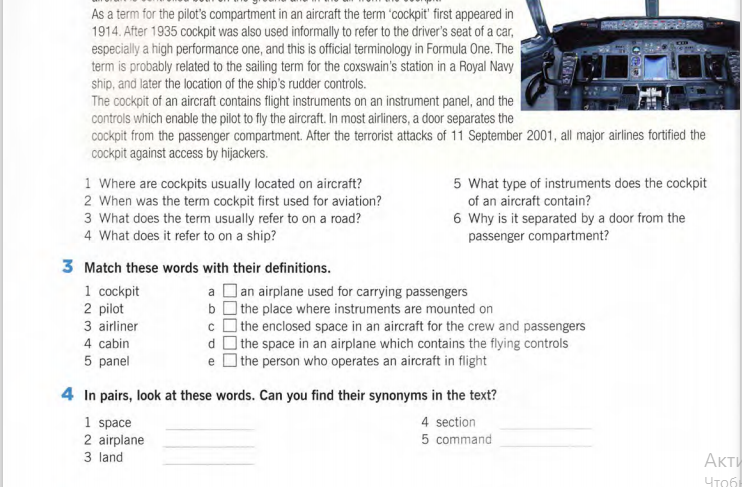 As a term for the pilot's compartment in an aircraft the term 'cockpit' first appeared in
1914. After 1935 cockpit was also used informally to refer to the driver's seat of a car,
especially a high performance one, and this is official terminology in Formula One. The
term is probably related to the sailing term for the coxswain's station in a Royal Navy
ship, and later the location of the ship's rudder controls.
The cockpit of an aircraft contains flight instruments on an instrument panel, and the
controls which enable the pilot to fly the aircraft. In most airliners, a door separates the
cockpit from the passenger compartment. After the terrorist attacks of 11 September 2001, all major airlines fortified the
cockpit against access by hijackers.
1 Where are cockpits usually located on aircraft?
2 When was the term cockpit first used for aviation?
3 What does the term usually refer to on a road?
4 What does it refer to on a ship?
5 What type of instruments does the cockpit
of an aircraft contain?
6 Why is it separated by a door from the
passenger compartment?
3 Match these words with their definitions.
1 cockpit
2 pilot
3 airliner
4 cabin
5 panel
a an airplane used for carrying passengers
b the place where instruments are mounted on
c the enclosed space in an aircraft for the crew and passengers
d the space in an airplane which contains the flying controls
e the person who operates an aircraft in flight
4 In pairs, look at these words. Can you find their synonyms in the text?
1 space
2 airplane
3 land
4 section
5 command